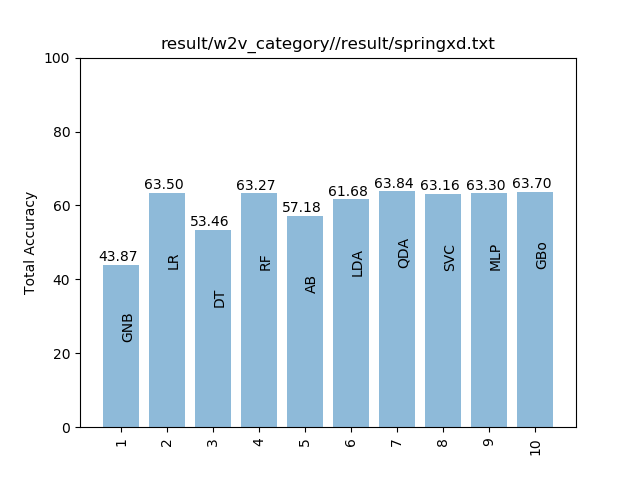 result/w2v_category//result/springxd.txt
Total Accuracy
100
80
60
40
20
0
43.87
63.50
53.46
63.27
57.18
61.68
63.84
63.16
63.30
63.70
GNB
LR
DT
RF
AB
LDA
QDA
SVC
MLP
GBo
1
2
3
4
5
6
7
8
9
10